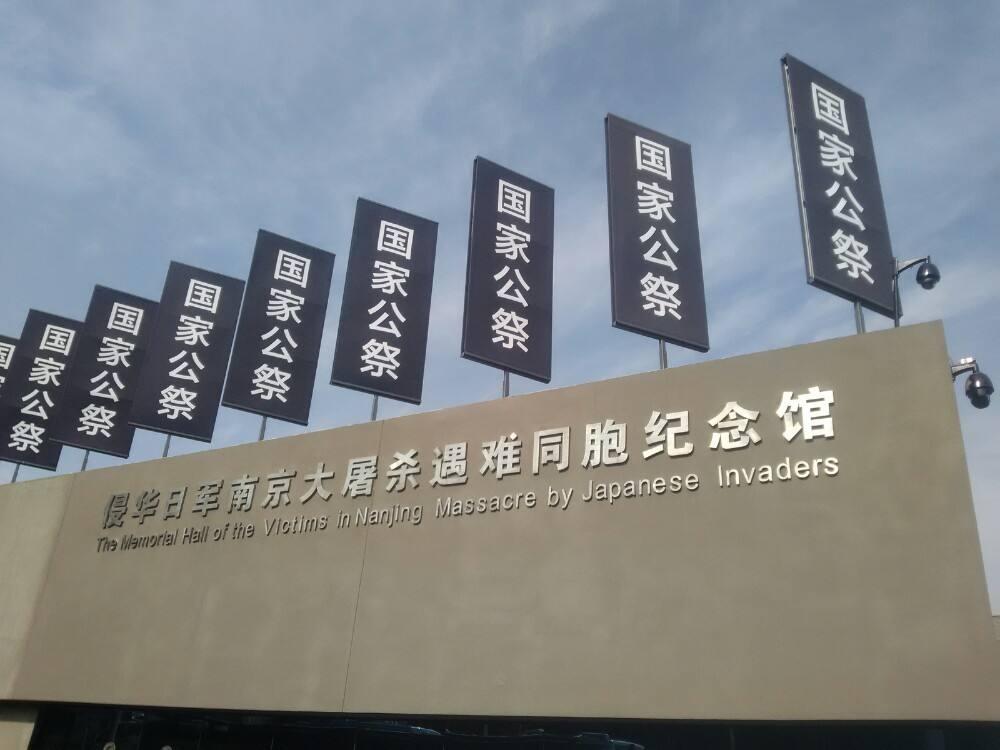 国家公祭
国家公祭
国家公祭
国家公祭
国家公祭
国家公祭
国家公祭
国家公祭
国
侵华日军南京大屠杀遇难同胞纪念馆
The Memorial Hall of the Victims in Nanjing Massacre by Japanese Invaders